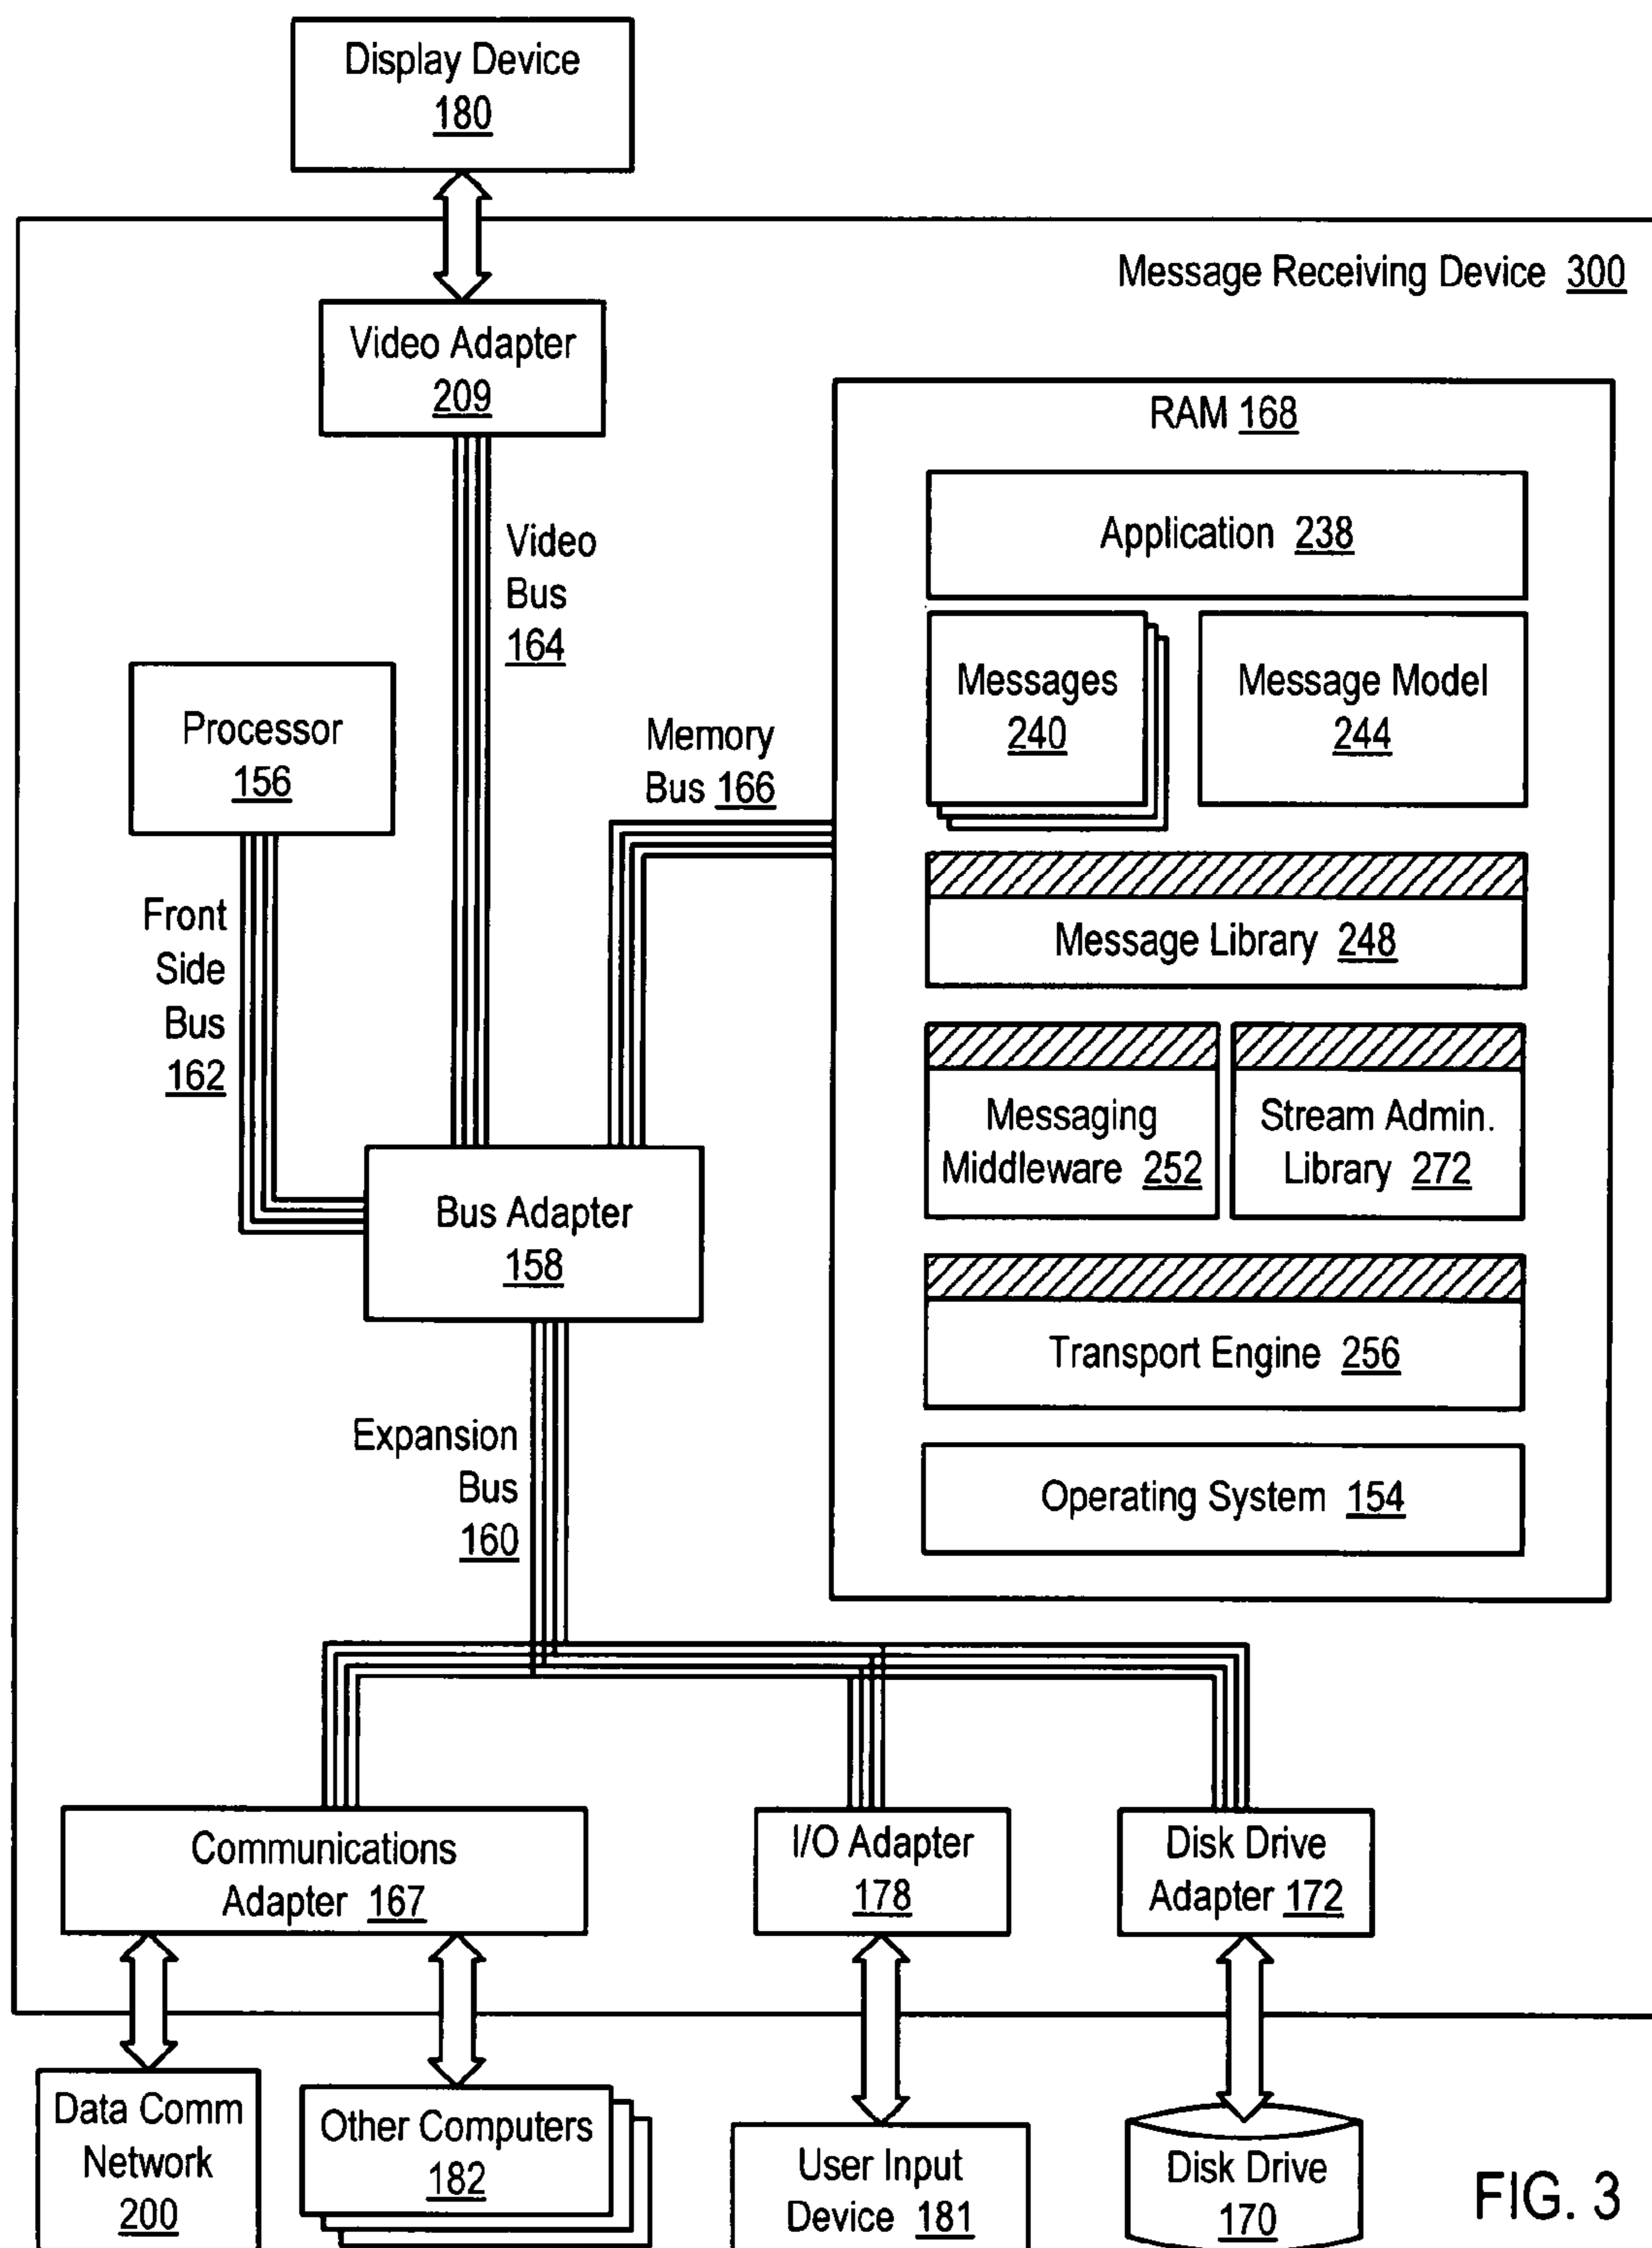 Display Device
180
Message Receiving Device 300
Video Adapter
209
RAM 168
Application 238
Video
Bus
164
Messages
240
Message Model
244
Processor
156
Memory
Bus 166
Front
Side
Bus
162
Message Library 248
Messaging
Middleware 252
Stream Admin.
Library 272
Bus Adapter
158
Transport Engine 256
Expansion
Bus
160
Operating System 154
Communications
Adapter 167
I/O Adapter
178
Disk Drive
Adapter 172
Data Comm
Network
200
Other Computers
182
User Input
Device 181
Disk Drive
170
FIG. 3